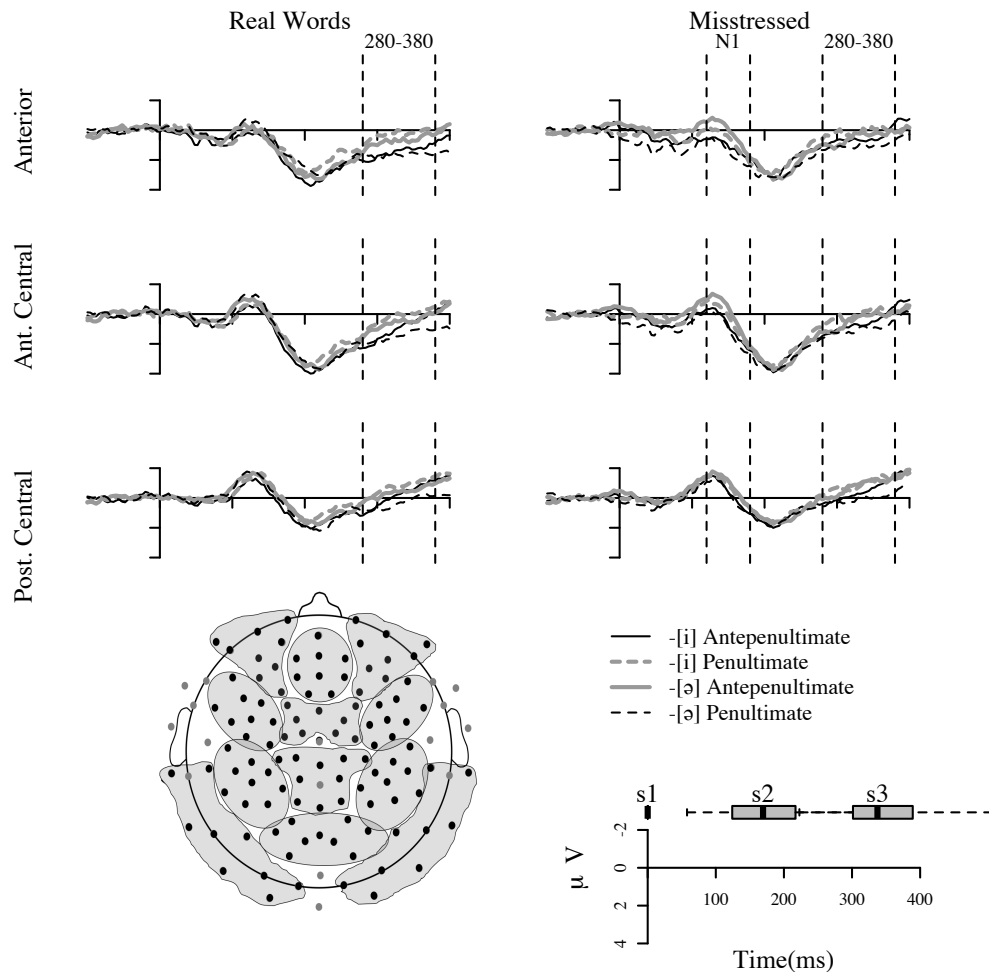 Real Words
Misstressed
280-380
N1
280-380
Anterior
Ant. Central
Post. Central
-[i] Antepenultimate
-[i] Penultimate
-[ə] Antepenultimate
-[ə] Penultimate
s1 s2 s3
-2
0
2
4
μ V
100 200 300 400
Time(ms)